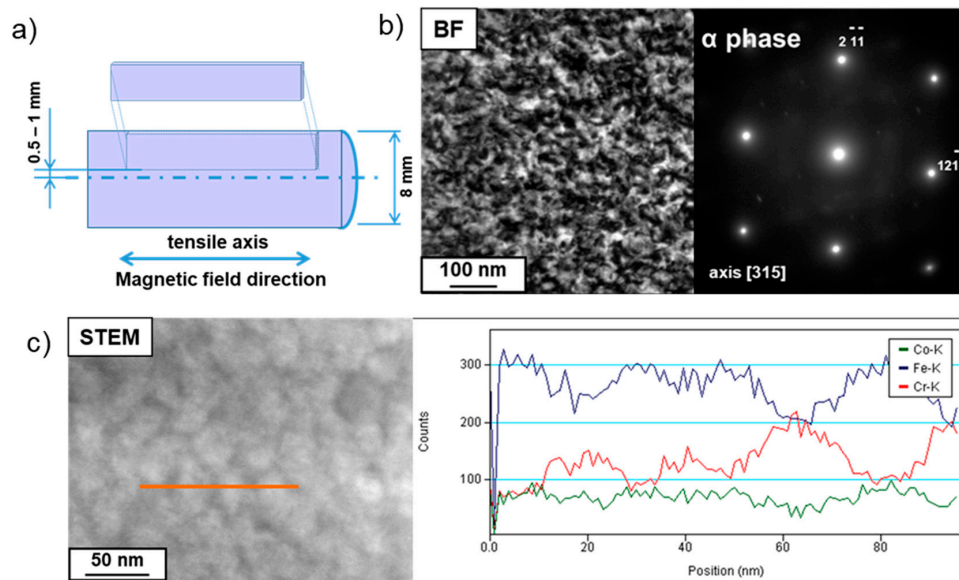 a)
0.5 – 1 mm
8 mm
tensile axis
Magnetic field direction
b)
BF
100 nm
α phase
2 1̅1̅
121̅
axis [315]
c)
STEM
50 nm
Co-K
Fe-K
Cr-K
Counts
300
200
100
0
0.0
20
40
60
80
Position (nm)